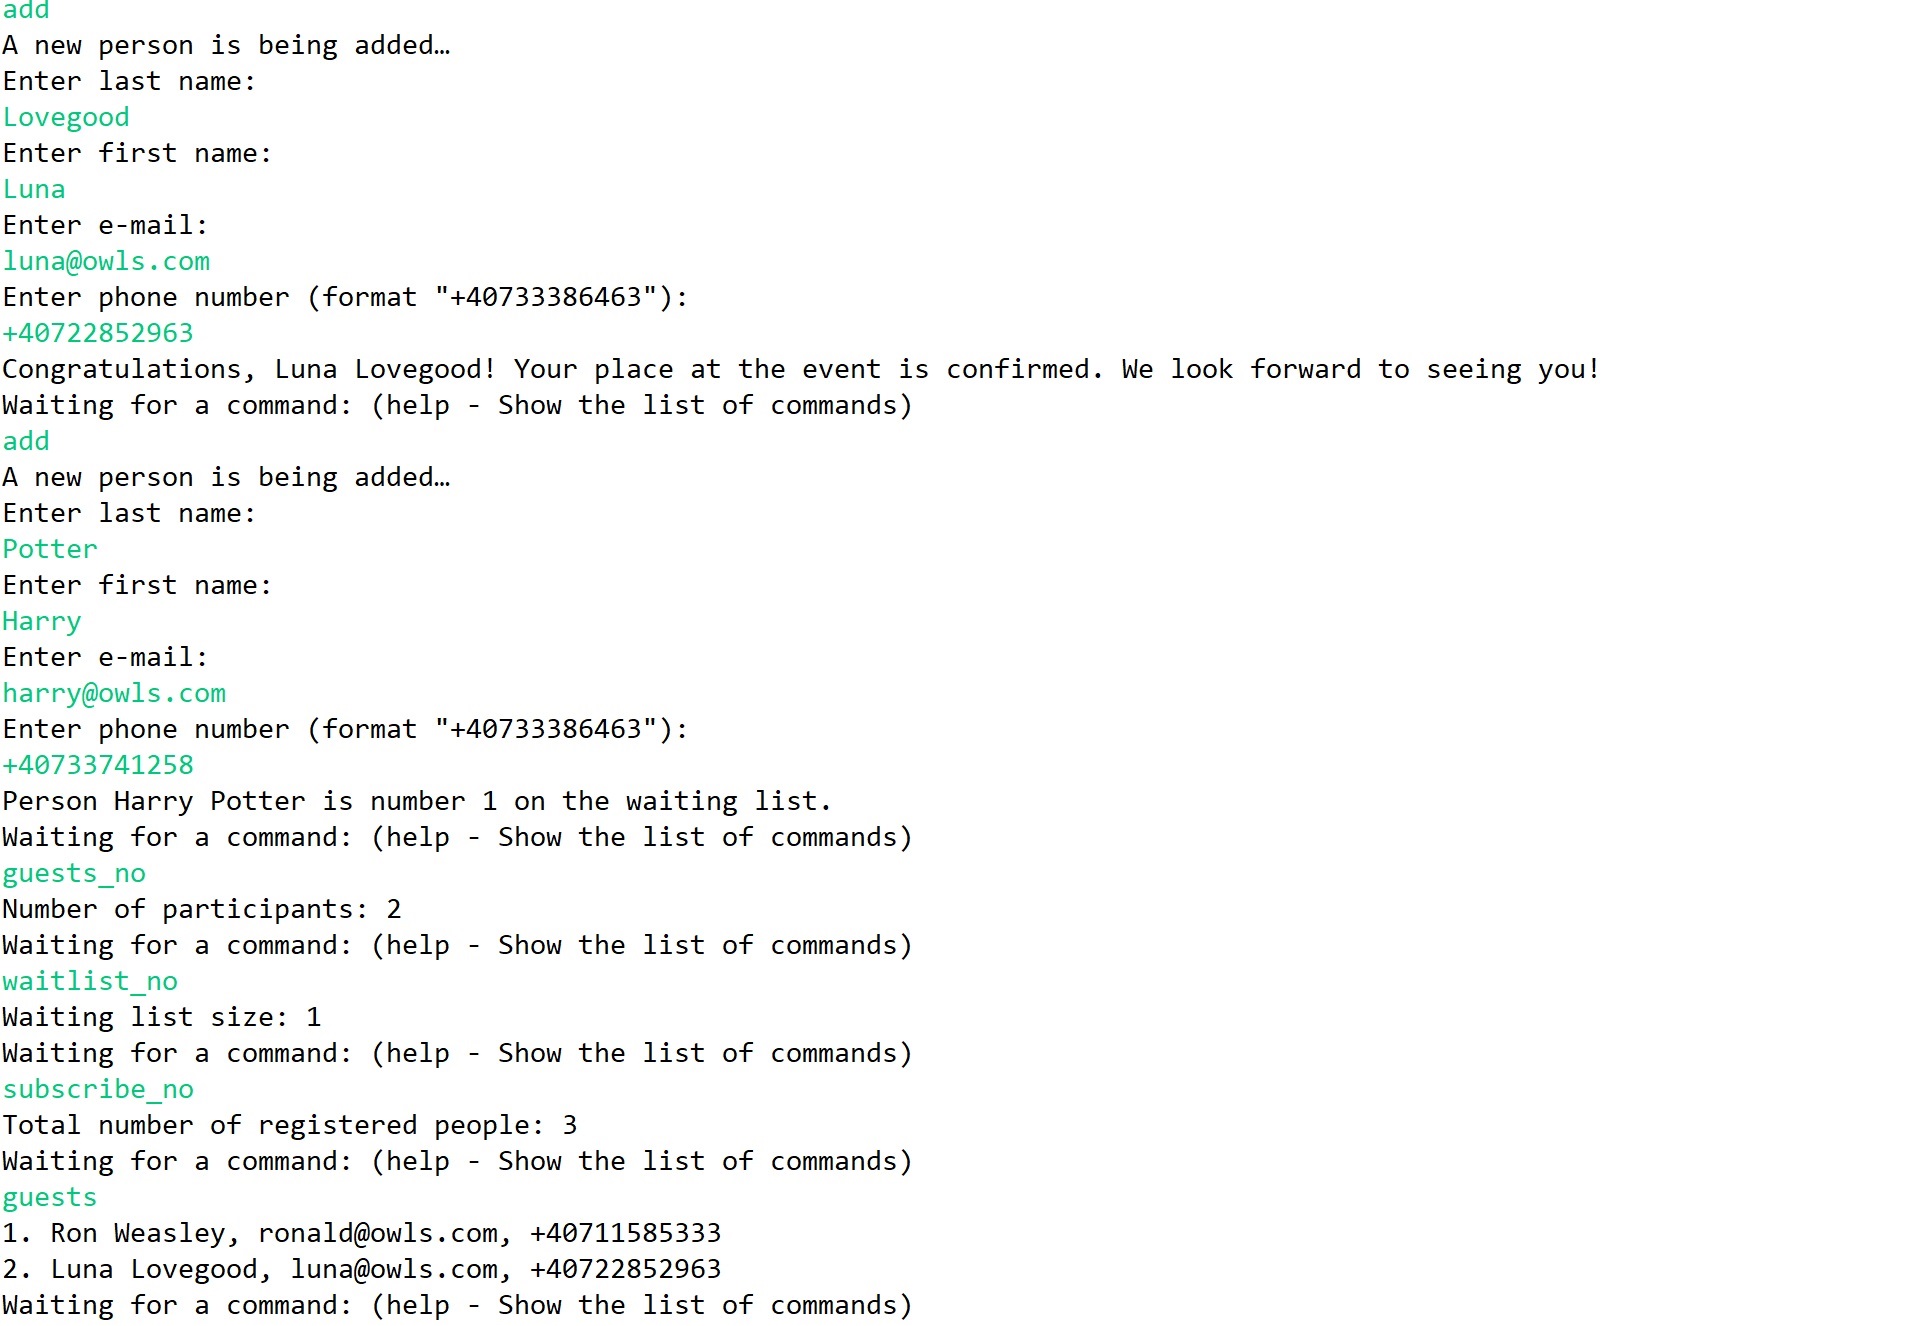 add
A new person is being added…
Enter last name:
Lovegood
Enter first name:
Luna
Enter e-mail:
luna@owls.com
Enter phone number (format "+40733386463"):
+40722852963
Congratulations, Luna Lovegood! Your place at the event is confirmed. We look forward to seeing you!
Waiting for a command: (help - Show the list of commands)
add
A new person is being added…
Enter last name:
Potter
Enter first name:
Harry
Enter e-mail:
harry@owls.com
Enter phone number (format "+40733386463"):
+40733741258
Person Harry Potter is number 1 on the waiting list.
Waiting for a command: (help - Show the list of commands)
guests_no
Number of participants: 2
Waiting for a command: (help - Show the list of commands)
waitlist_no
Waiting list size: 1
Waiting for a command: (help - Show the list of commands)
subscribe_no
Total number of registered people: 3
Waiting for a command: (help - Show the list of commands)
guests
1. Ron Weasley, ronald@owls.com, +40711585333
2. Luna Lovegood, luna@owls.com, +40722852963
Waiting for a command: (help - Show the list of commands)